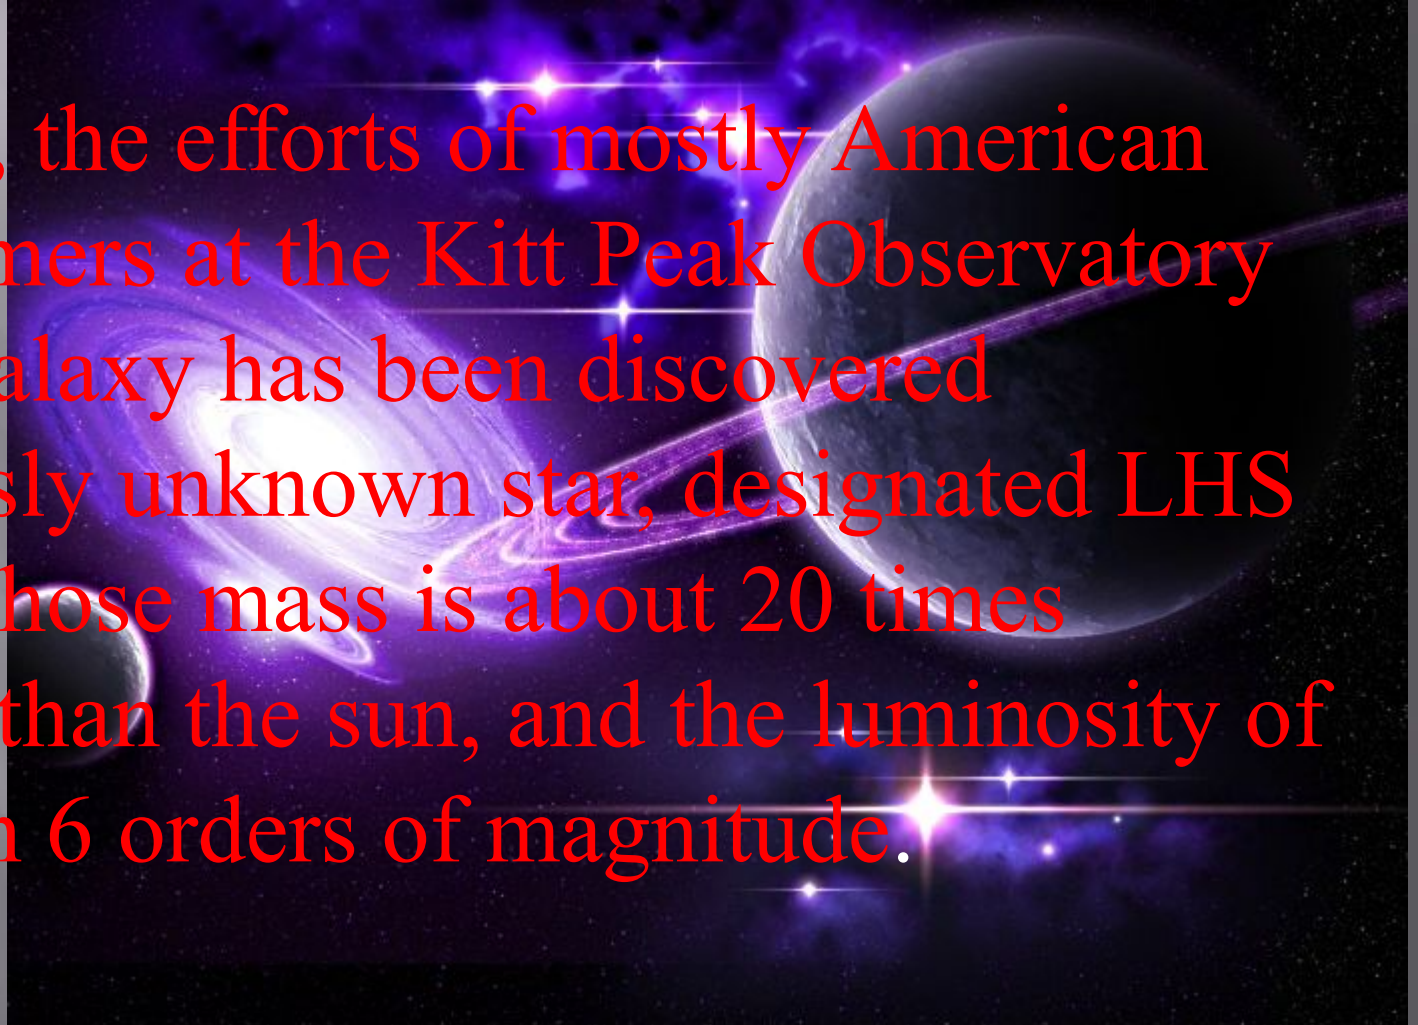 , the efforts of mostly American
mers at the Kitt Peak Observatory
alaxy has been discovered
sly unknown star, designated LHS
hose mass is about 20 times
than the sun, and the luminosity of
6 orders of magnitude.